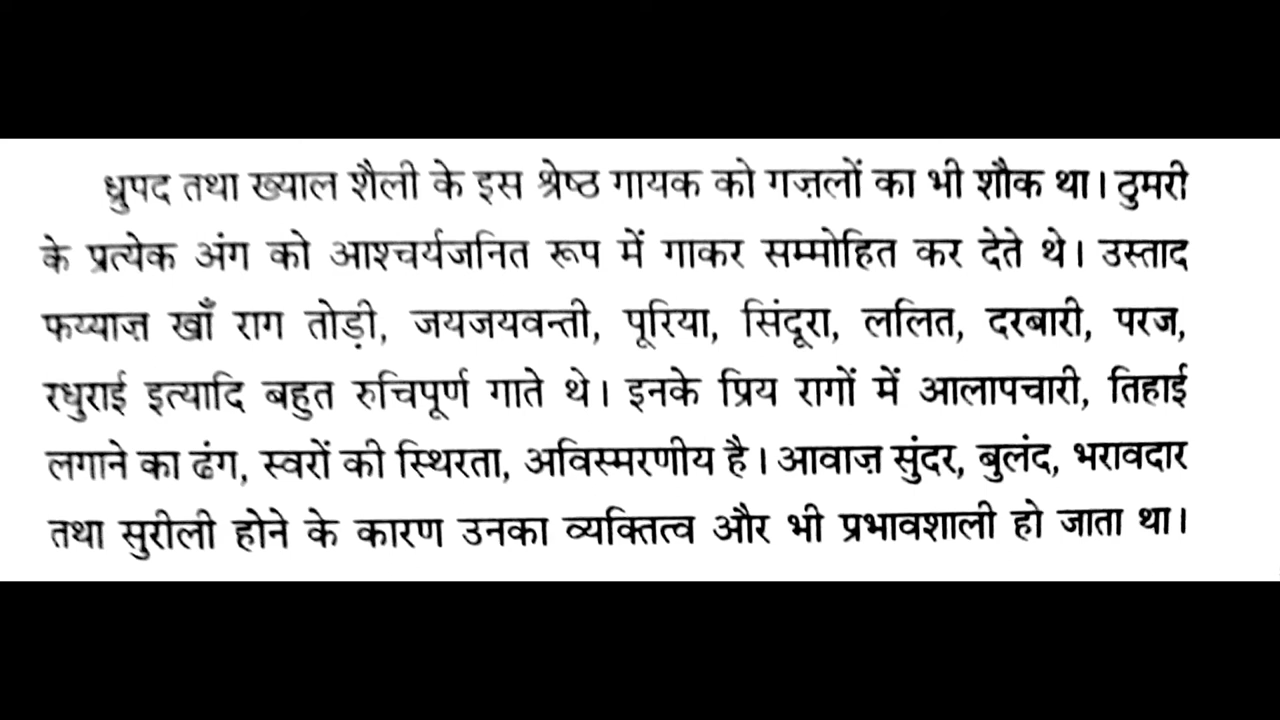 ध्रुपद तथा ख्याल शैली के इस श्रेष्ठ गायक को गज़लों का भी शौक था। ठुमरी
के प्रत्येक अंग को आश्चर्यजनित रूप में गाकर सम्मोहित कर देते थे। उस्ताद
फय्याज़ खाँ राग तोड़ी, जयजयवन्ती, पूरिया, सिंदूरा, ललित, दरबारी, परज,
रधुराई इत्यादि बहुत रुचिपूर्ण गाते थे। इनके प्रिय रागों में आलापचारी, तिहाई
लगाने का ढंग, स्वरों की स्थिरता, अविस्मरणीय है। आवाज़ सुंदर, बुलंद, भरावदार
तथा सुरीली होने के कारण उनका व्यक्तित्व और भी प्रभावशाली हो जाता था।